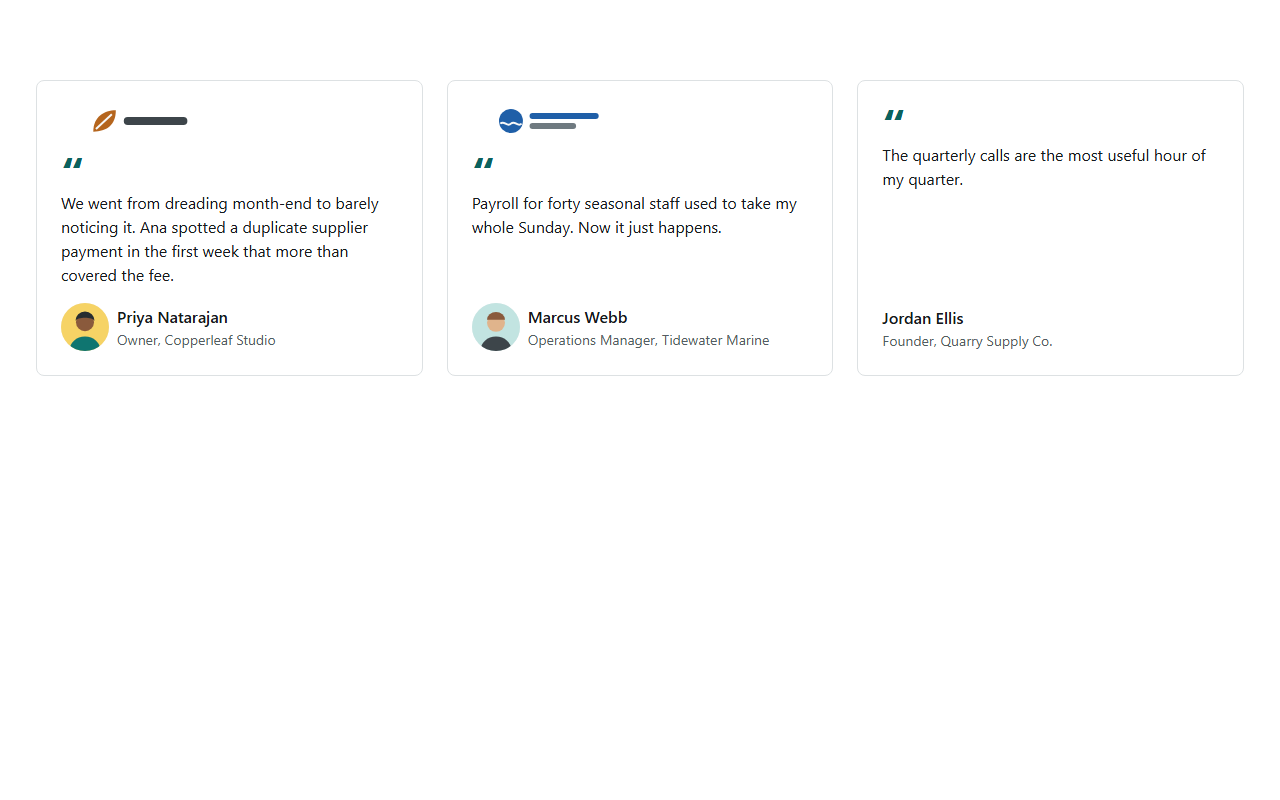 “
We went from dreading month-end to barely
noticing it. Ana spotted a duplicate supplier
payment in the first week that more than
covered the fee.
Priya Natarajan
Owner, Copperleaf Studio
“
Payroll for forty seasonal staff used to take my
whole Sunday. Now it just happens.
Marcus Webb
Operations Manager, Tidewater Marine
“
The quarterly calls are the most useful hour of
my quarter.
Jordan Ellis
Founder, Quarry Supply Co.